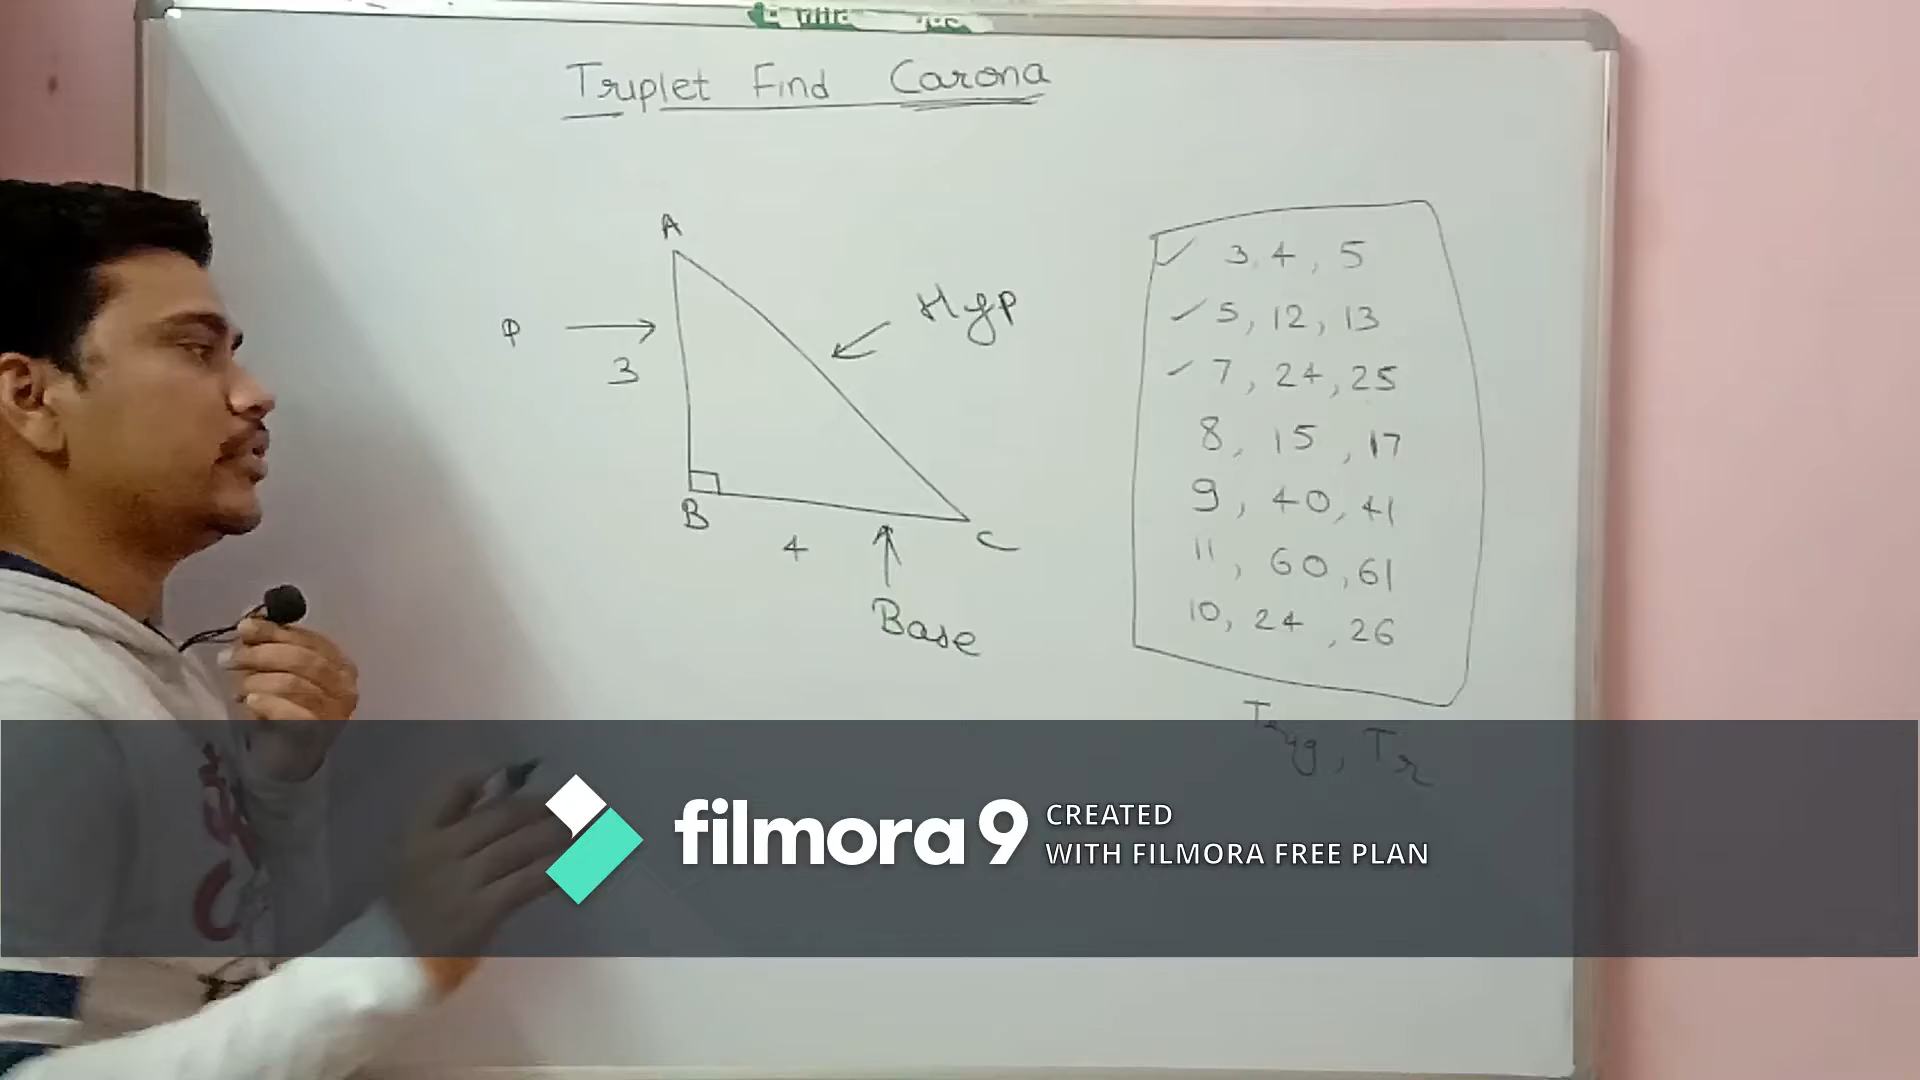 Triplet Find Carona
A
P
3
Hyp
B
4
C
Base
3, 4, 5
5, 12, 13
7, 24, 25
8, 15, 17
9, 40, 41
11, 60, 61
10, 24, 26
Tr
filmora 9
CREATED
WITH FILMORA FREE PLAN